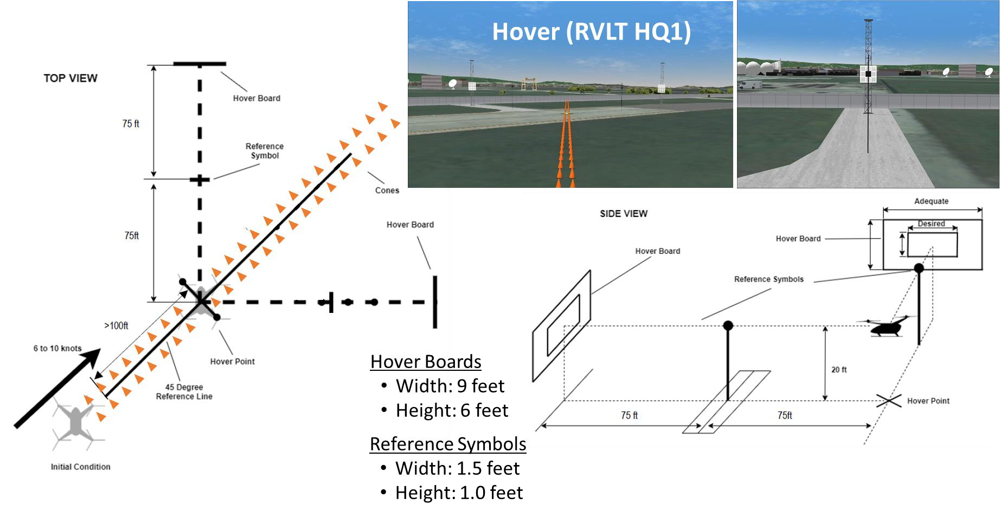 Hover (RVLT HQ1)
TOP VIEW
Hover Board
75 ft
Reference
Symbol
Cones
75ft
Hover Board
>100ft
6 to 10 knots
Hover Point
45 Degree
Reference Line
Initial Condition
Hover Boards
• Width: 9 feet
• Height: 6 feet
Reference Symbols
• Width: 1.5 feet
• Height: 1.0 feet
SIDE VIEW
Adequate
Desired
Hover Board
Hover Board
Reference Symbols
20 ft
Hover Point
75 ft
75ft